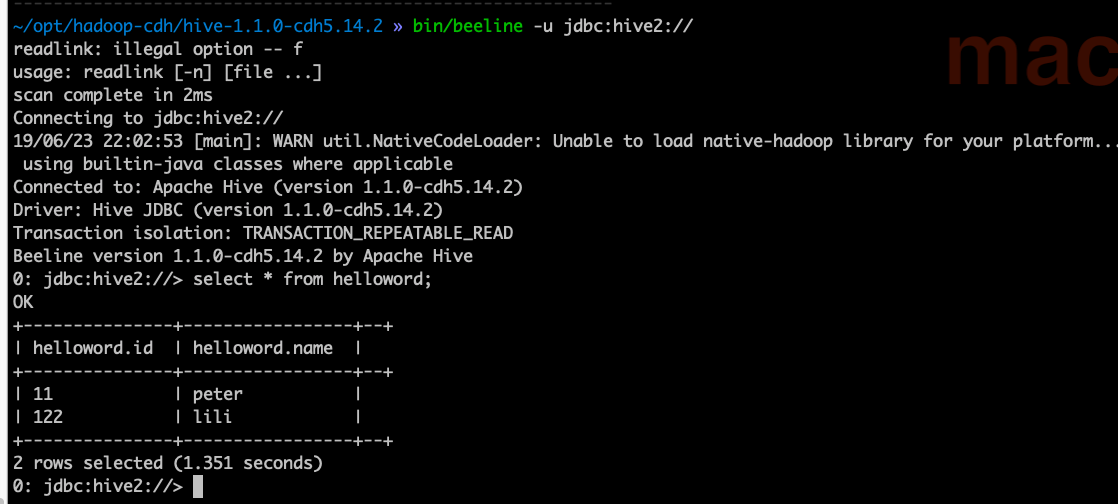 ~/opt/hadoop-cdh/hive-1.1.0-cdh5.14.2 » bin/beeline -u jdbc:hive2://
mac
readlink: illegal option -- f
usage: readlink [-n] [file ...]
scan complete in 2ms
Connecting to jdbc:hive2://
19/06/23 22:02:53 [main]: WARN util.NativeCodeLoader: Unable to load native-hadoop library for your platform...
 using builtin-java classes where applicable
Connected to: Apache Hive (version 1.1.0-cdh5.14.2)
Driver: Hive JDBC (version 1.1.0-cdh5.14.2)
Transaction isolation: TRANSACTION_REPEATABLE_READ
Beeline version 1.1.0-cdh5.14.2 by Apache Hive
0: jdbc:hive2://> select * from helloword;
OK
+---------------+-----------------+--+
| helloword.id  | helloword.name  |
+---------------+-----------------+--+
| 11            | peter           |
| 122           | lili            |
+---------------+-----------------+--+
2 rows selected (1.351 seconds)
0: jdbc:hive2://>